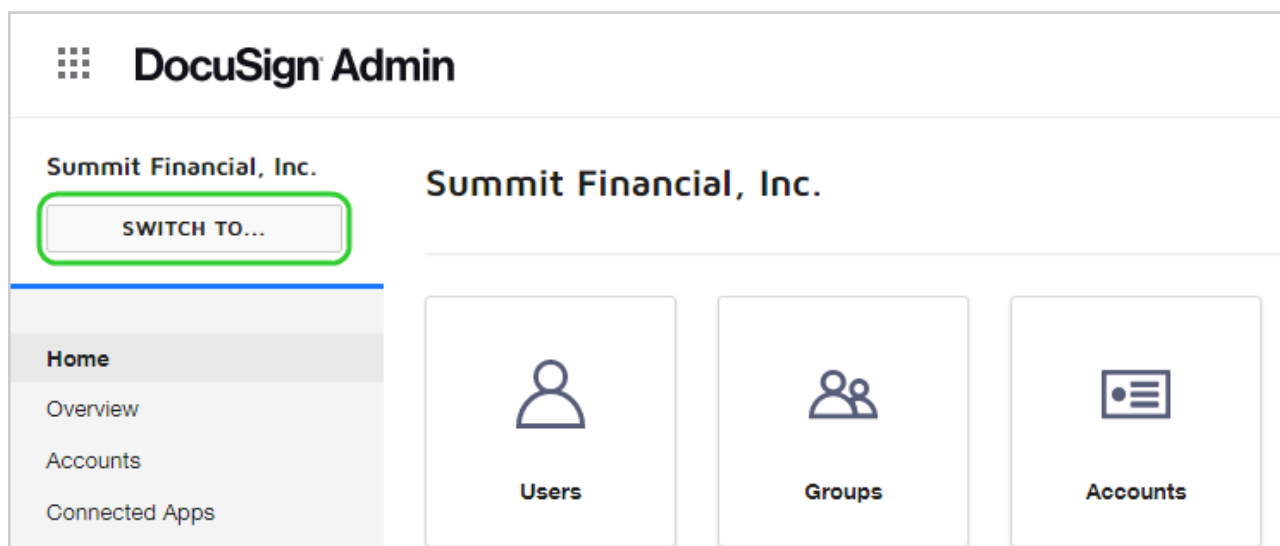 DocuSign Admin
Summit Financial, Inc.
SWITCH TO...
Summit Financial, Inc.
Home
Overview
Accounts
Connected Apps
Users
Groups
Accounts